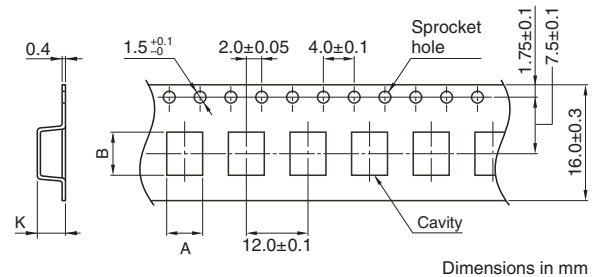 0.4
1.5 +0.1 −0
2.0±0.05
4.0±0.1
Sprocket
hole
1.75±0.1
7.5±0.1
16.0±0.3
B
K
A
12.0±0.1
Cavity
Dimensions in mm